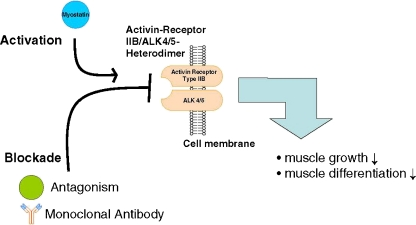 Myostatin
Activation
Activin-Receptor
IIB/ALK4/5-
Heterodimer
Activin Receptor
Type IIB
ALK 4/5
Cell membrane
Blockade
Antagonism
Monoclonal Antibody
• muscle growth ↓
• muscle differentiation ↓